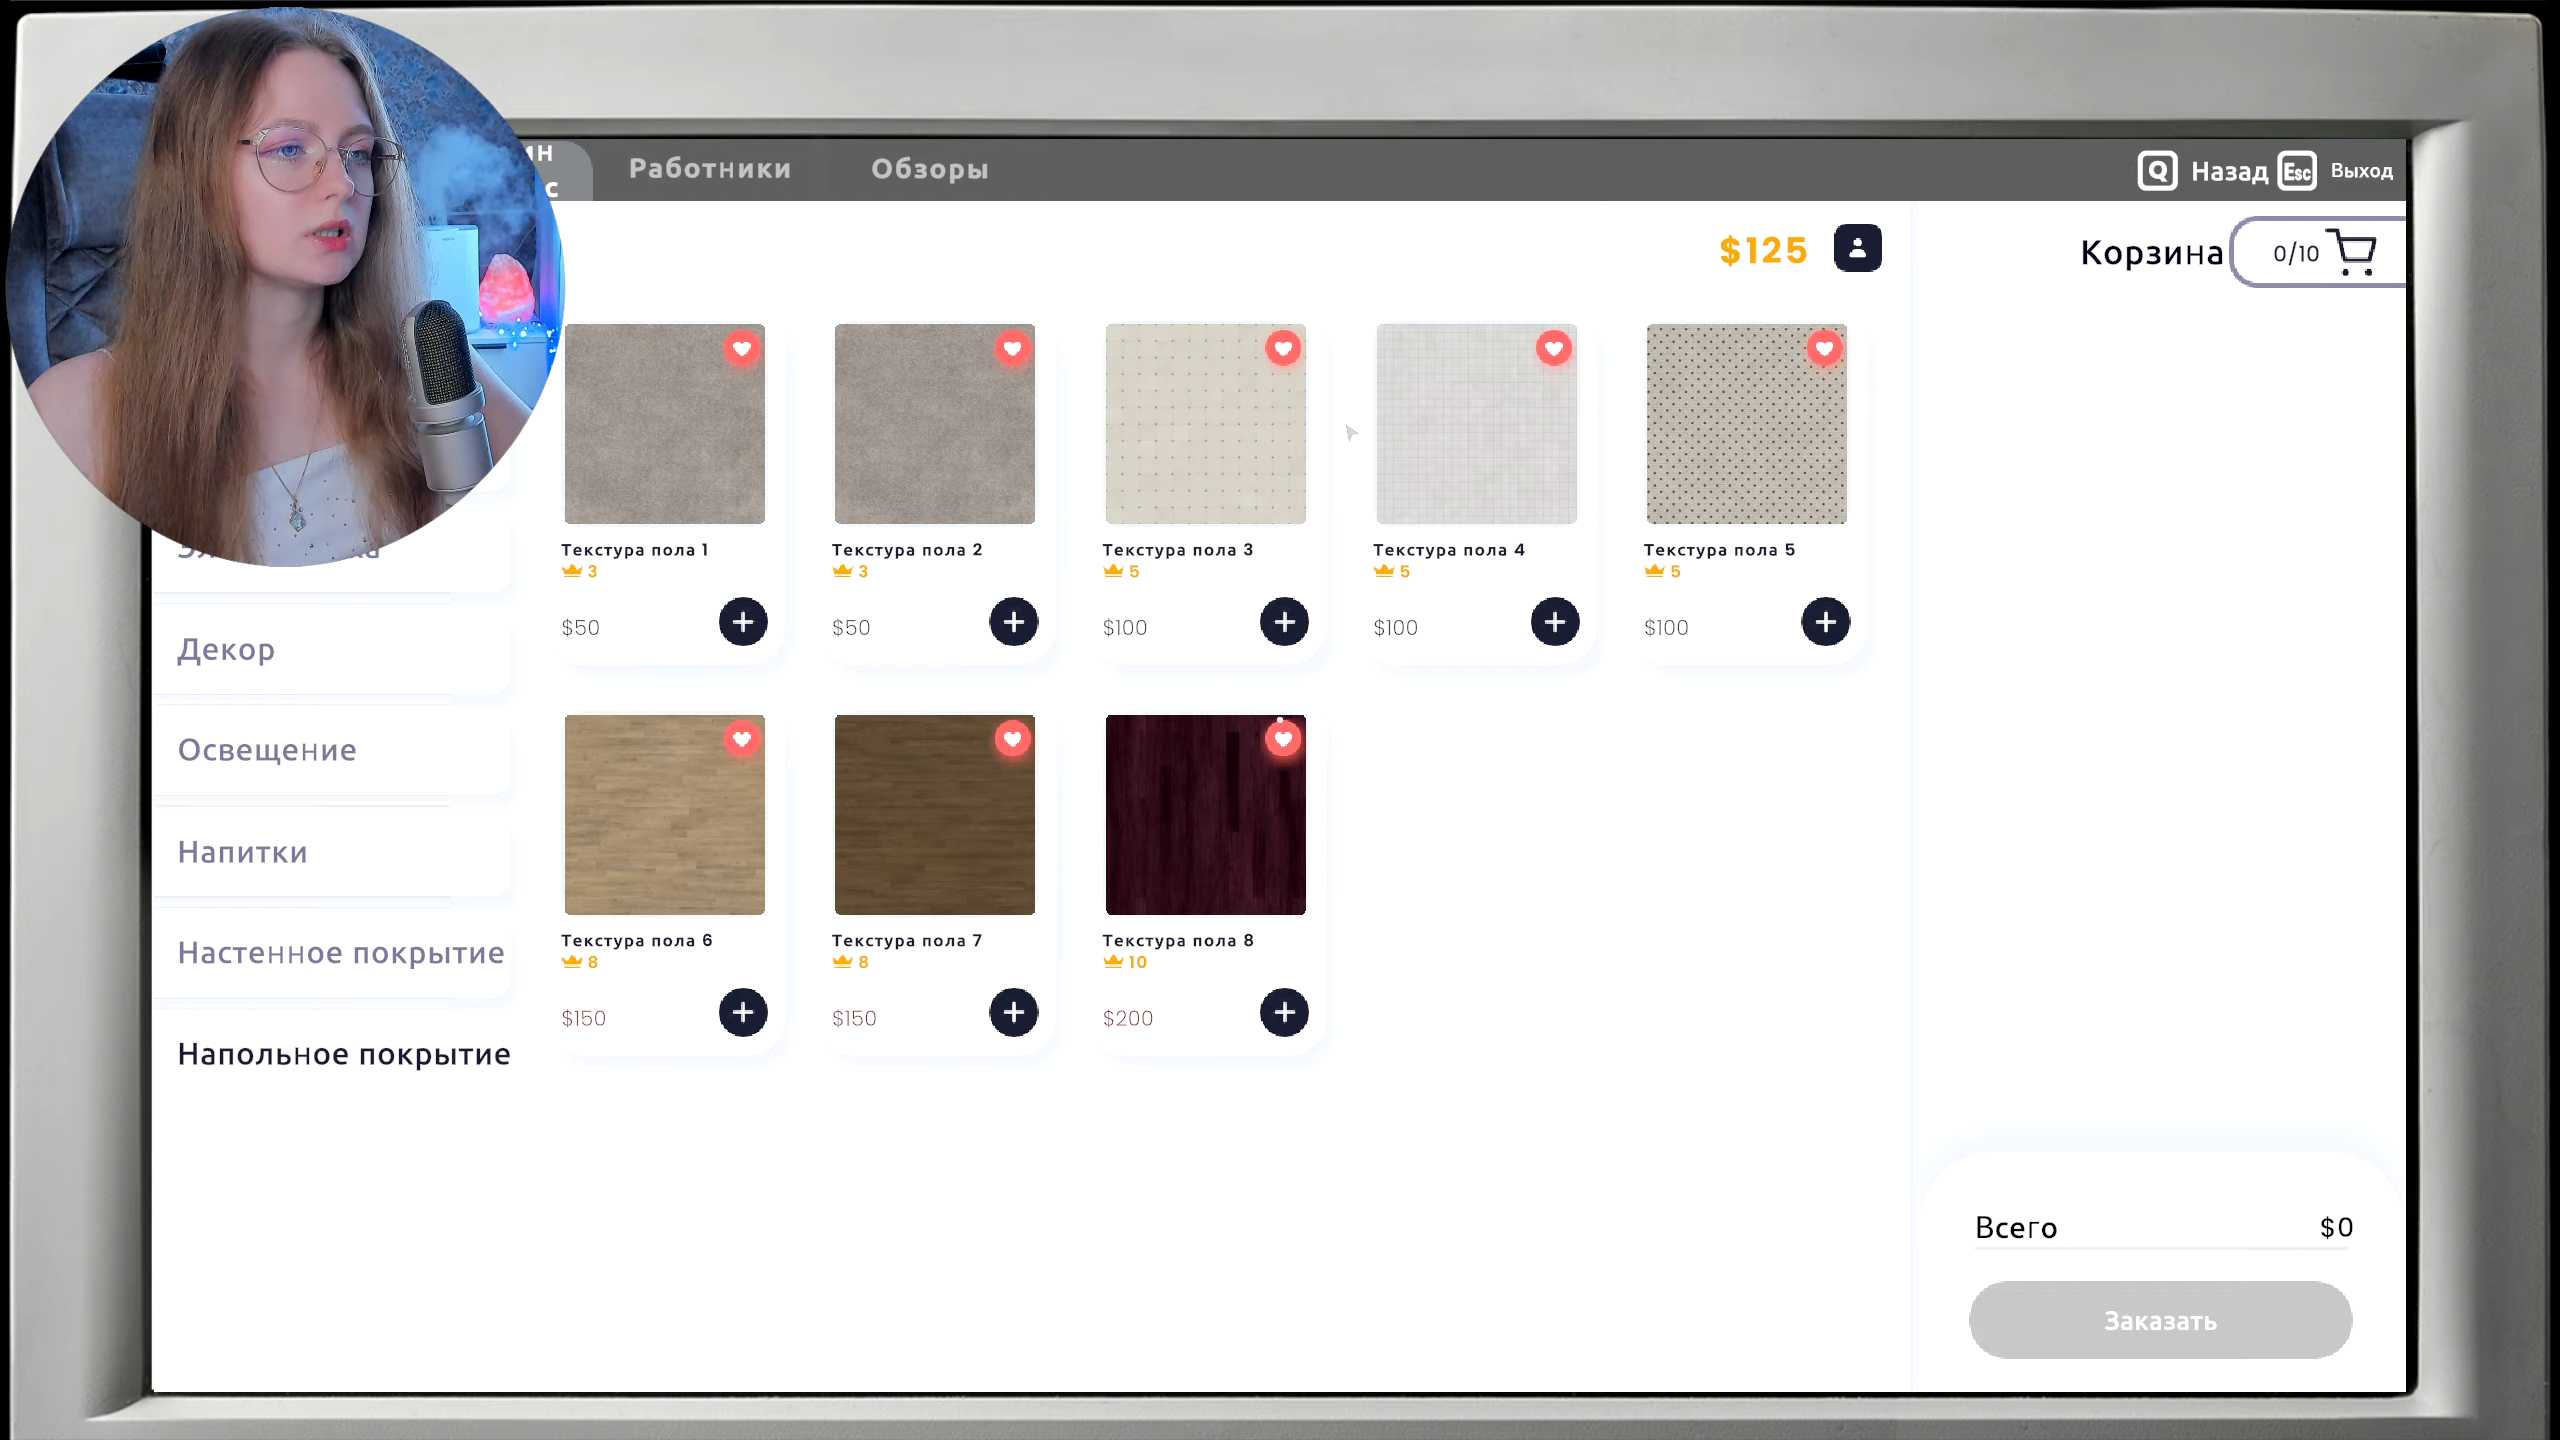 Работники
Обзоры
Q Назад Esc Выход
$125
Корзина 0/10
Текстура пола 1
3
$50
Текстура пола 2
3
$50
Текстура пола 3
5
$100
Текстура пола 4
5
$100
Текстура пола 5
5
$100
Декор
Освещение
Напитки
Настенное покрытие
Напольное покрытие
Текстура пола 6
8
$150
Текстура пола 7
8
$150
Текстура пола 8
10
$200
Всего $0
Заказать